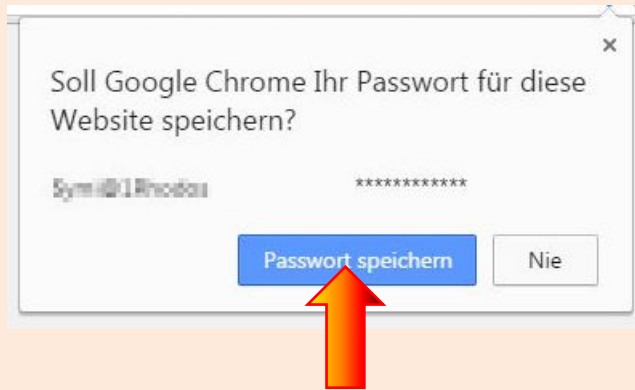 Soll Google Chrome Ihr Passwort für diese
Website speichern?
************
Passwort speichern
Nie